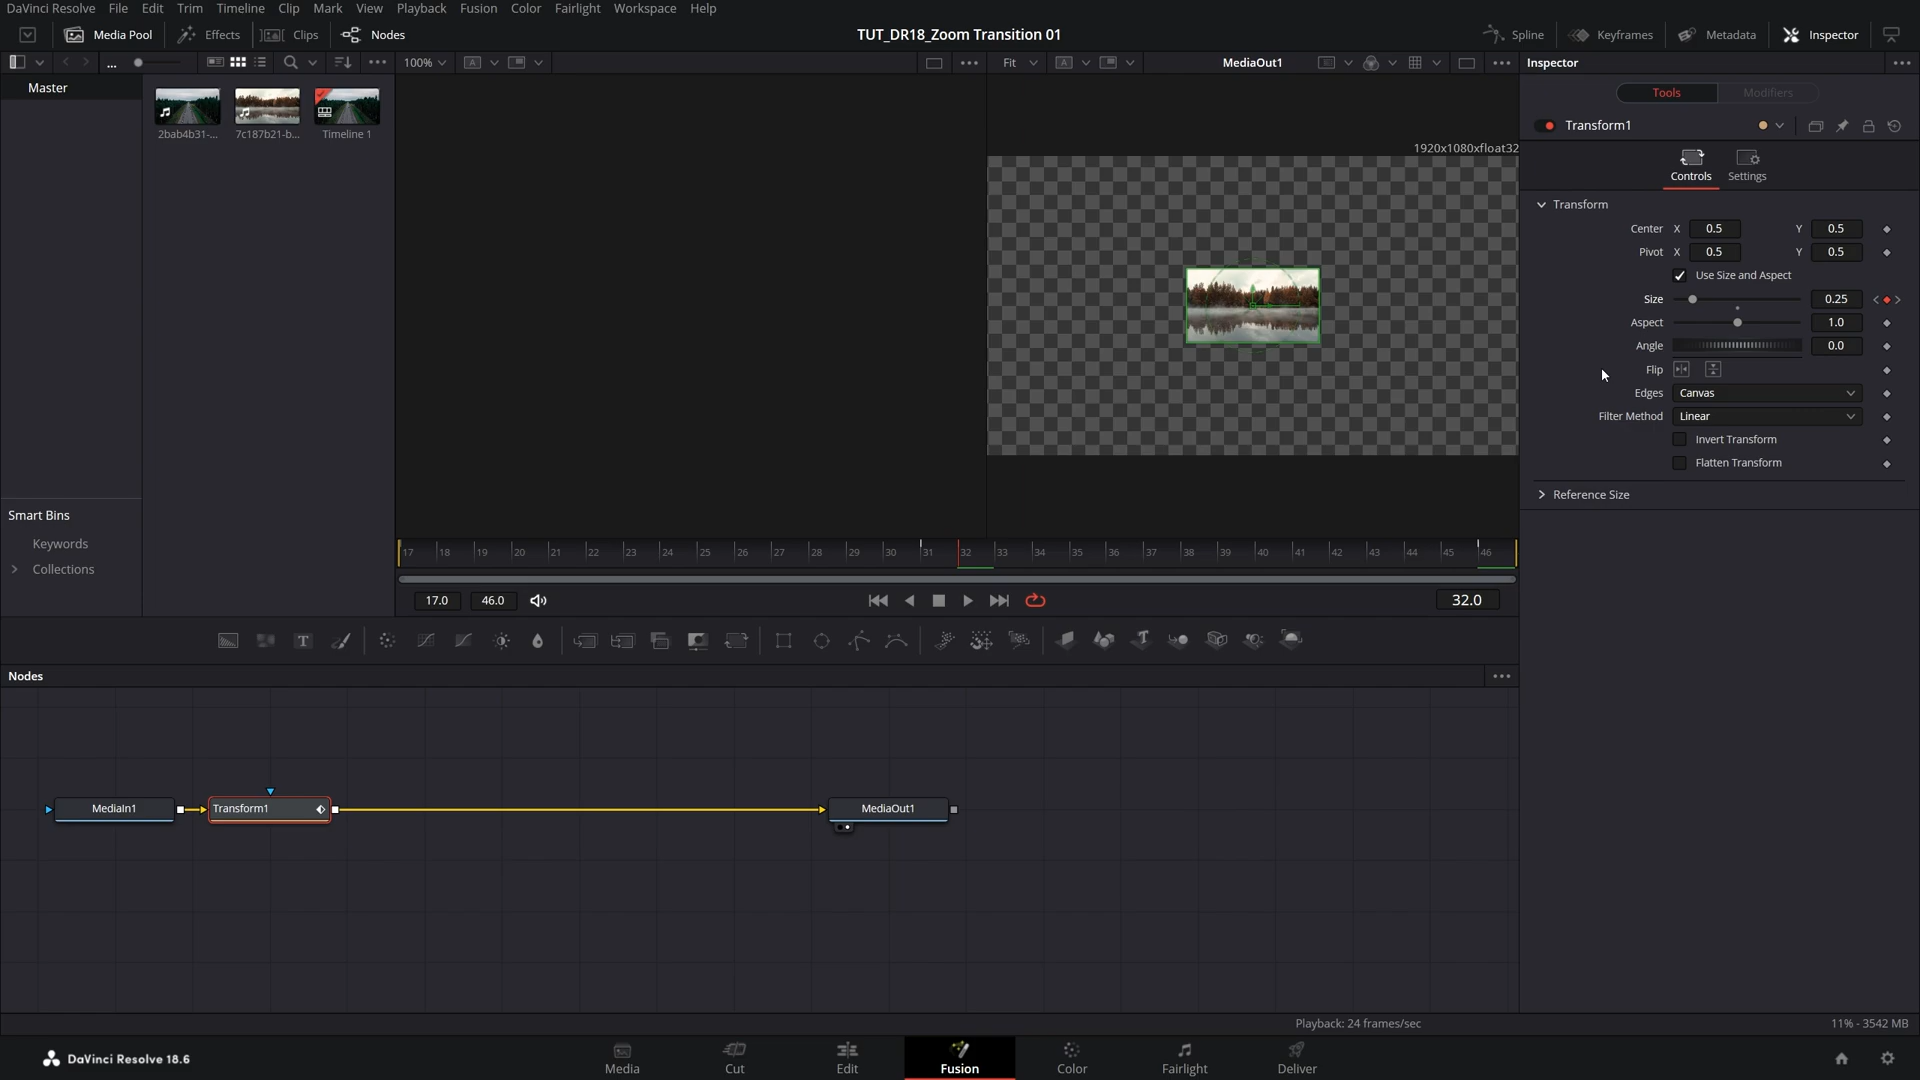 DaVinci Resolve File Edit Trim Timeline Clip Mark View Playback Fusion Color Fairlight Workspace Help
Media Pool Effects Clips Nodes TUT_DR18_Zoom Transition 01 Spline Keyframes Metadata Inspector
... 100% A Fit A MediaOut1 Inspector
Master
2bab4b31-... 7c187b21-b... Timeline 1
Tools Modifiers
Transform1
1920x1080xfloat32
Controls Settings
Transform
Center X 0.5 Y 0.5
Pivot X 0.5 Y 0.5
Use Size and Aspect
Size 0.25
Aspect 1.0
Angle 0.0
Flip
Edges Canvas
Filter Method Linear
Invert Transform
Flatten Transform
Reference Size
Smart Bins
Keywords
Collections
17 18 19 20 21 22 23 24 25 26 27 28 29 30 31 32 33 34 35 36 37 38 39 40 41 42 43 44 45 46
17.0 46.0 32.0
T T
Nodes
MediaIn1 Transform1 MediaOut1
Playback: 24 frames/sec 11% - 3542 MB
DaVinci Resolve 18.6 Media Cut Edit Fusion Color Fairlight Deliver